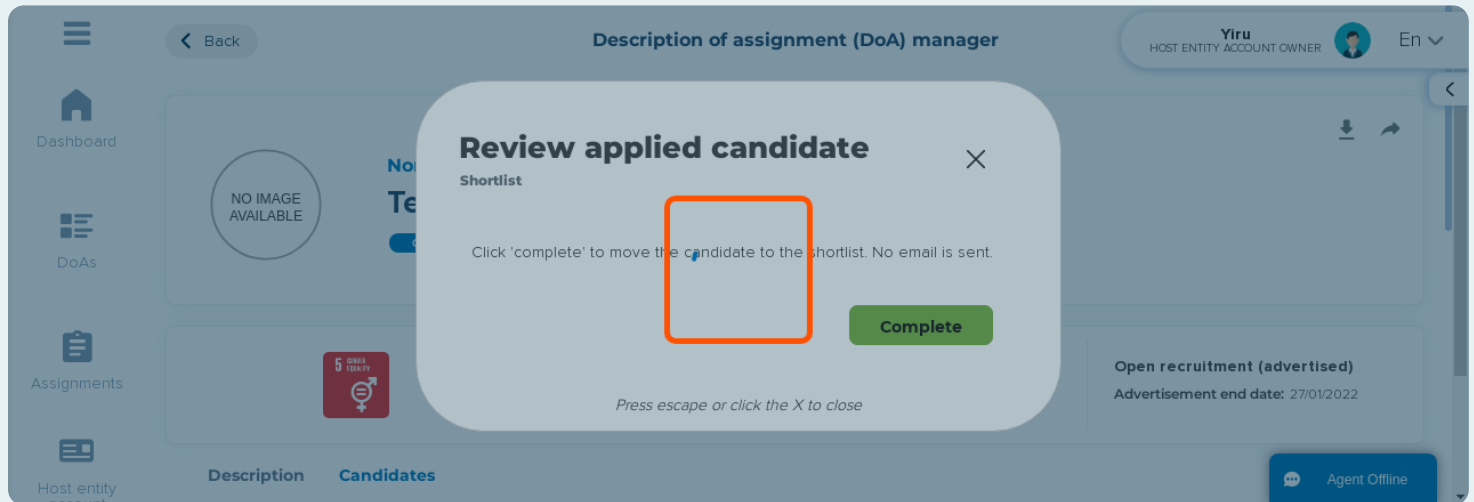 Back
Description of assignment (DoA) manager
Yiru
HOST ENTITY ACCOUNT OWNER
En
Dashboard
DoAs
Assignments
Host entity
NO IMAGE
AVAILABLE
Review applied candidate
Shortlist
Click 'complete' to move the candidate to the shortlist. No email is sent.
Complete
Press escape or click the X to close
5 GENDER
EQUALITY
Open recruitment (advertised)
Advertisement end date: 27/01/2022
Description
Candidates
Agent Offline